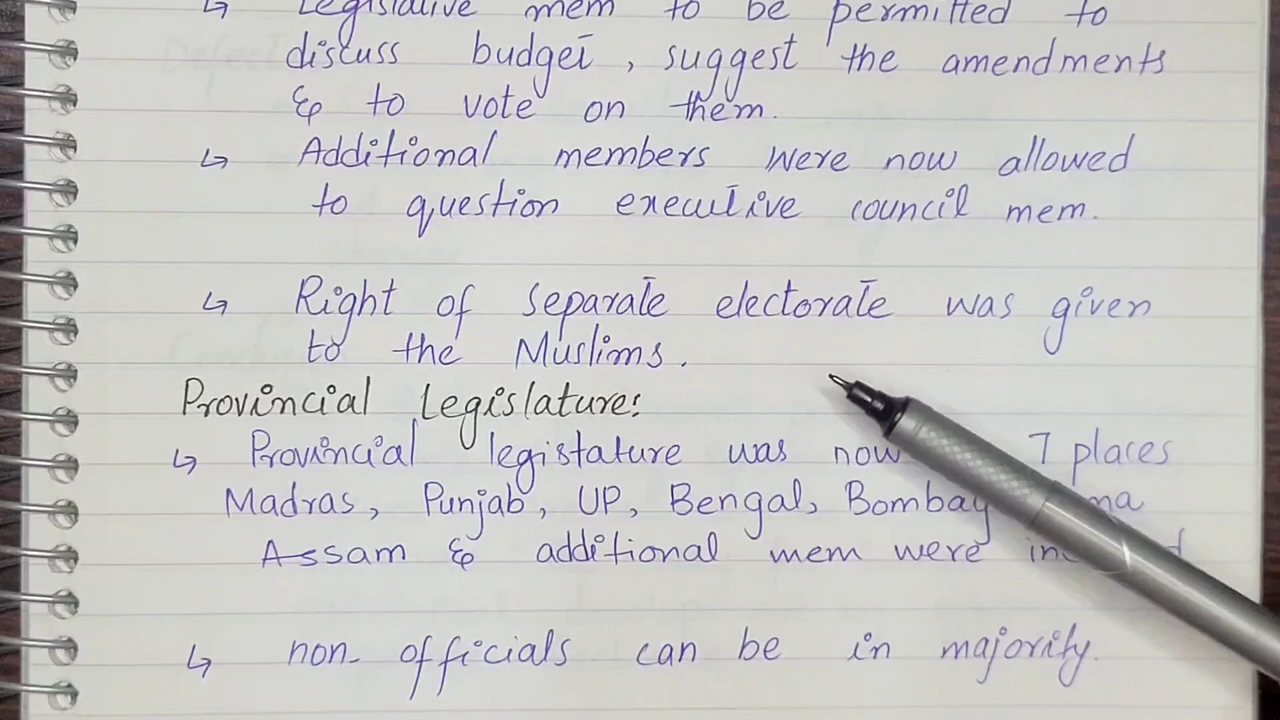 ↳ Legislative mem to be permitted to
discuss budget, suggest the amendments
& to vote on them.
↳ Additional members were now allowed
to question executive council mem.
↳ Right of separate electorate was given
to the Muslims.
Provincial Legislature:
↳ Provincial legistature was now 7 places
Madras, Punjab, UP, Bengal, Bombay
Assam & additional mem were
↳ non-officials can be in majority.